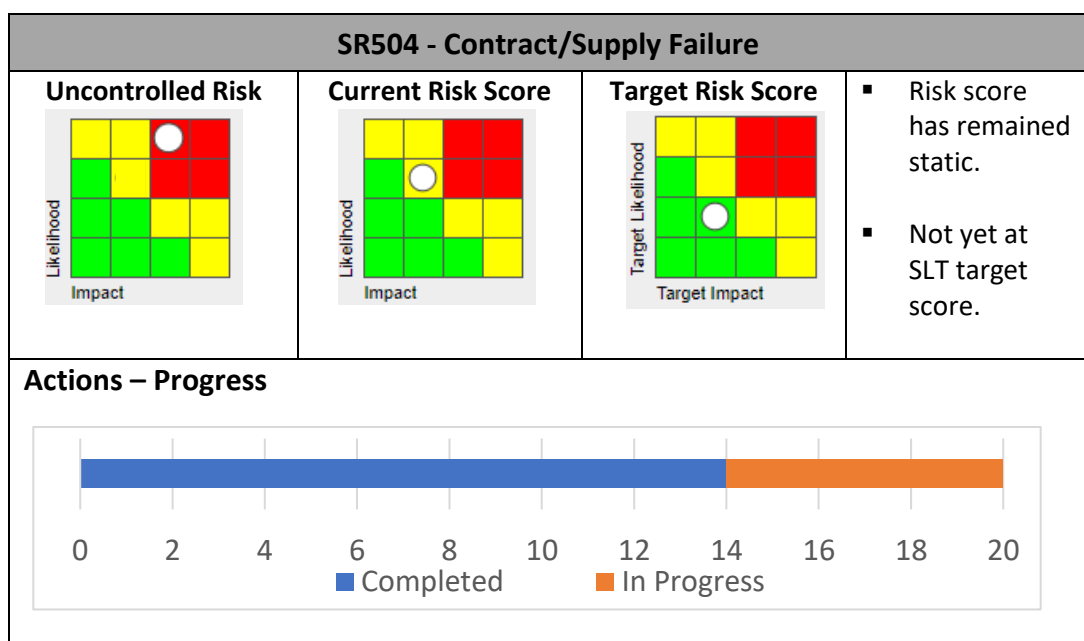 SR504 - Contract/Supply Failure
Uncontrolled Risk
Likelihood
Impact
Current Risk Score
Likelihood
Impact
Target Risk Score
Target Likelihood
Target Impact
▪ Risk score
has remained
static.
▪ Not yet at
SLT target
score.
Actions – Progress
0 2 4 6 8 10 12 14 16 18 20
Completed In Progress